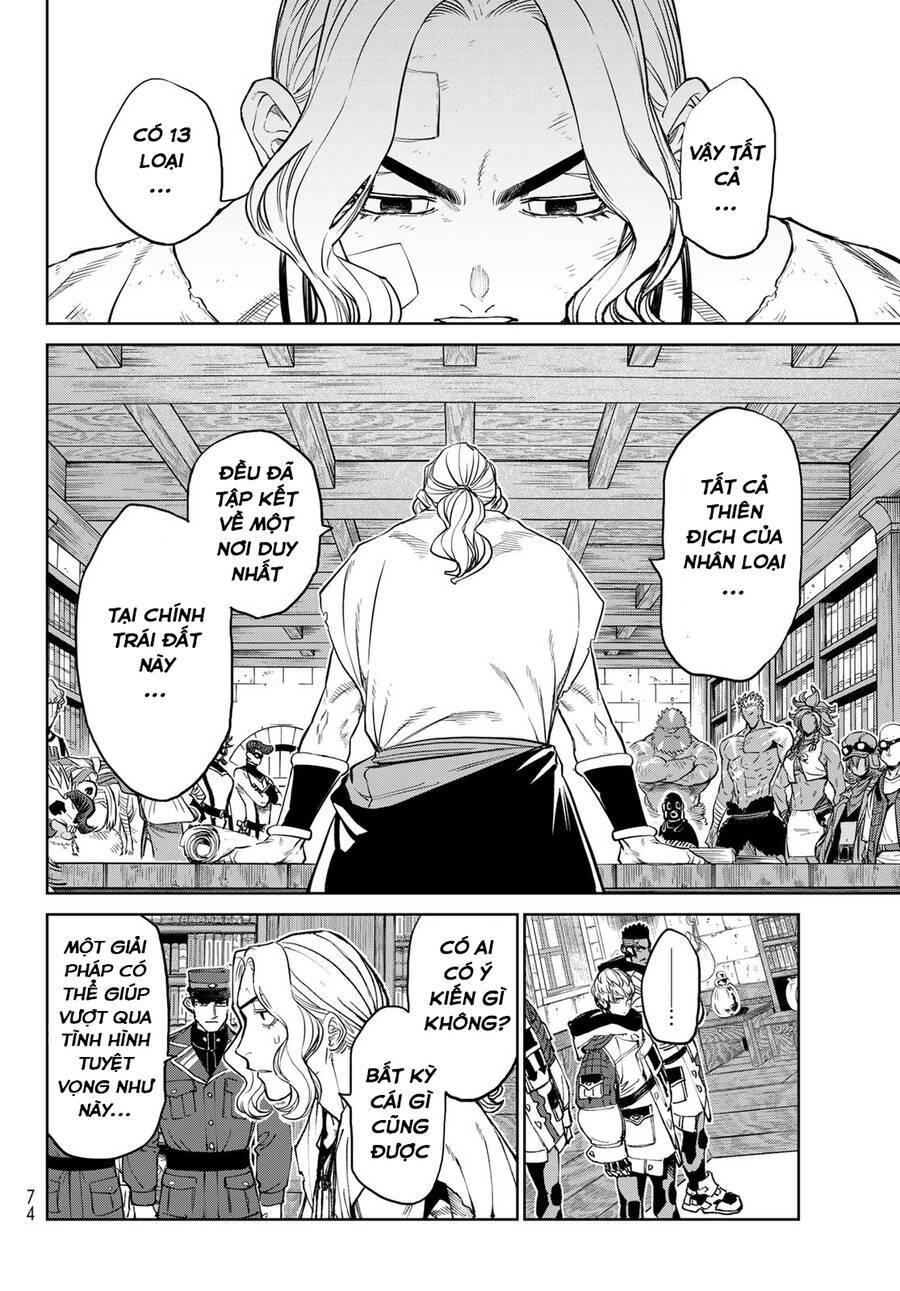 VẬY TẤT
CẢ
...
CÓ 13
LOẠI
...
TẤT CẢ
THIÊN
ĐỊCH CỦA
NHÂN LOẠI
...
ĐỀU ĐÃ
TẬP KẾT
VỀ MỘT
NƠI DUY
NHẤT
TẠI CHÍNH
TRÁI ĐẤT
NÀY
...
......
CÓ AI
CÓ Ý
KIẾN GÌ
KHÔNG?
BẤT KỲ
CÁI GÌ
CŨNG
ĐƯỢC
MỘT GIẢI
PHÁP CÓ
THỂ GIÚP
VƯỢT QUA
TÌNH HÌNH
TUYỆT
VỌNG NHƯ
NÀY...
74